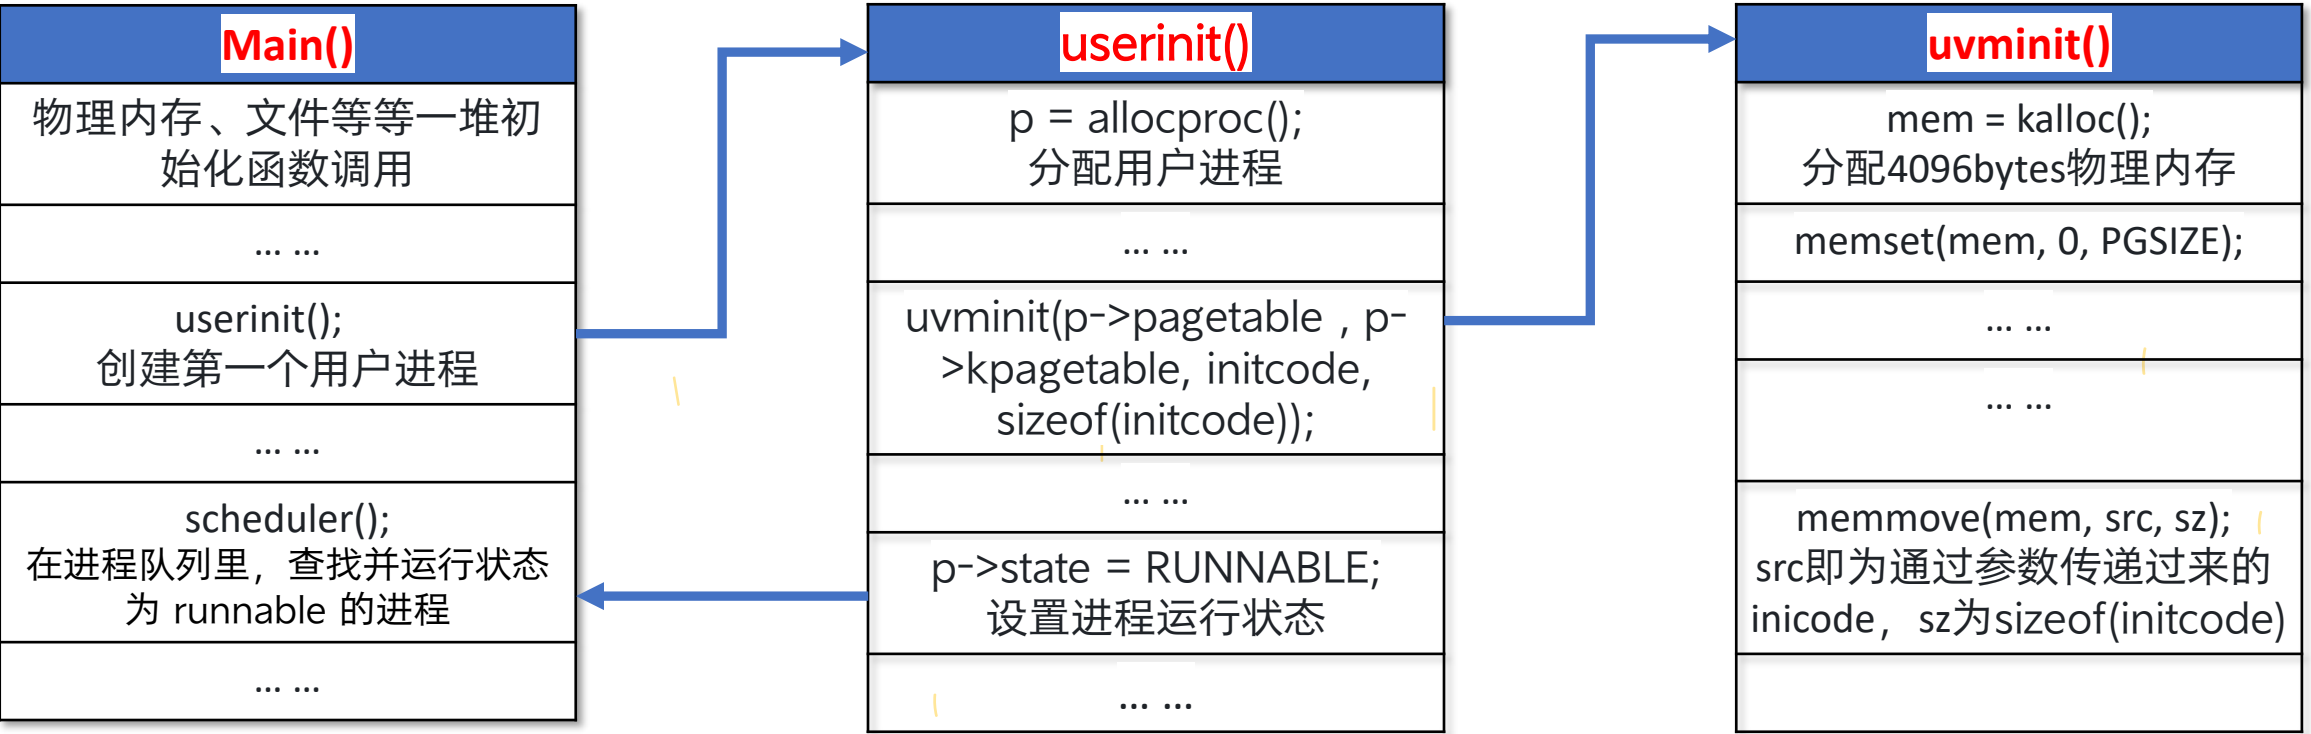 Main()
物理内存、文件等等一堆初
始化函数调用
... ...
userinit();
创建第一个用户进程
... ...
scheduler();
在进程队列里，查找并运行状态
为 runnable 的进程
... ...
userinit()
p = allocproc();
分配用户进程
... ...
uvminit(p->pagetable , p-
>kpagetable, initcode,
sizeof(initcode));
... ...
p->state = RUNNABLE;
设置进程运行状态
... ...
uvminit()
mem = kalloc();
分配4096bytes物理内存
memset(mem, 0, PGSIZE);
... ...
... ...
memmove(mem, src, sz);
src即为通过参数传递过来的
inicode，sz为sizeof(initcode)